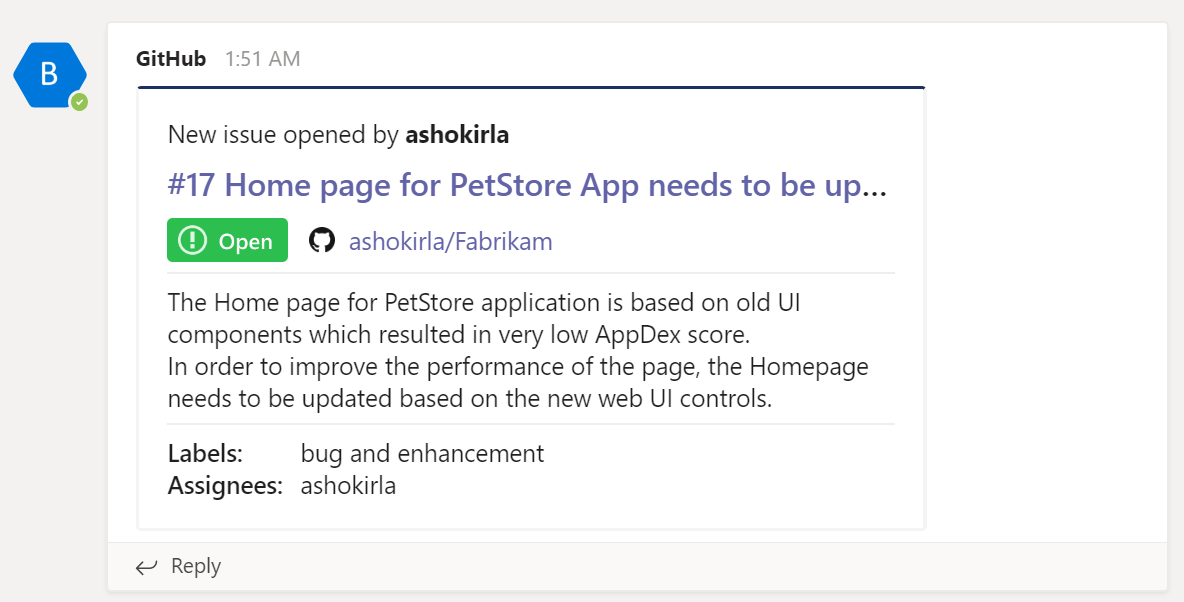 B
GitHub 1:51 AM
New issue opened by ashokirla
#17 Home page for PetStore App needs to be up...
Open ashokirla/Fabrikam
The Home page for PetStore application is based on old UI
components which resulted in very low AppDex score.
In order to improve the performance of the page, the Homepage
needs to be updated based on the new web UI controls.
Labels: bug and enhancement
Assignees: ashokirla
Reply